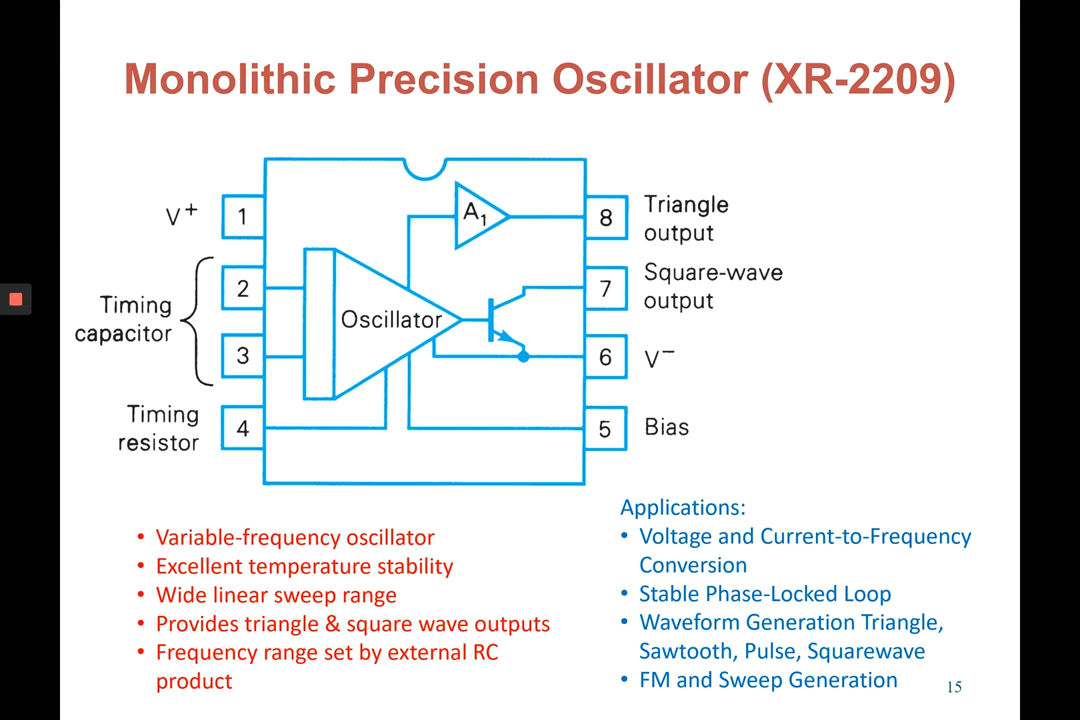 Monolithic Precision Oscillator (XR-2209)
V+
1
2
3
4
Timing
capacitor
Timing
resistor
Oscillator
A1
8
7
6
5
Triangle
output
Square-wave
output
V−
Bias
• Variable-frequency oscillator
• Excellent temperature stability
• Wide linear sweep range
• Provides triangle & square wave outputs
• Frequency range set by external RC
product
Applications:
• Voltage and Current-to-Frequency
Conversion
• Stable Phase-Locked Loop
• Waveform Generation Triangle,
Sawtooth, Pulse, Squarewave
• FM and Sweep Generation
15